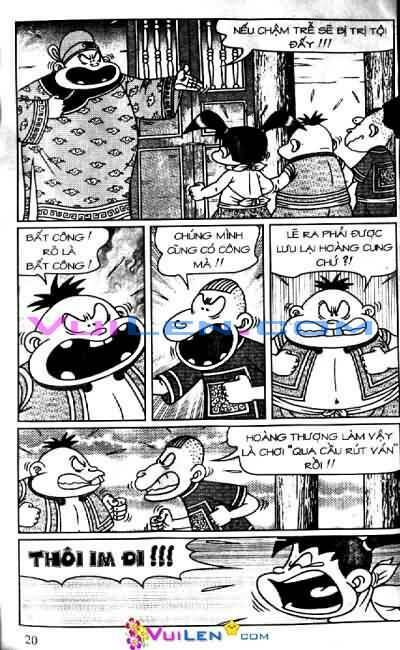 NẾU CHẬM TRỄ SẼ BỊ TRỊ TỘI
ĐẤY !!!
BẤT CÔNG !
RÕ LÀ
BẤT CÔNG !
CHÚNG MÌNH
CŨNG CÓ CÔNG
MÀ !!
LẼ RA PHẢI ĐƯỢC
LƯU LẠI HOÀNG CUNG
CHỨ ?!
VUILEN.COM
HOÀNG THƯỢNG LÀM VẬY
LÀ CHƠI "QUA CẦU RÚT VÁN"
RỒI !!
THÔI IM ĐI !!!
20
VUILEN.COM